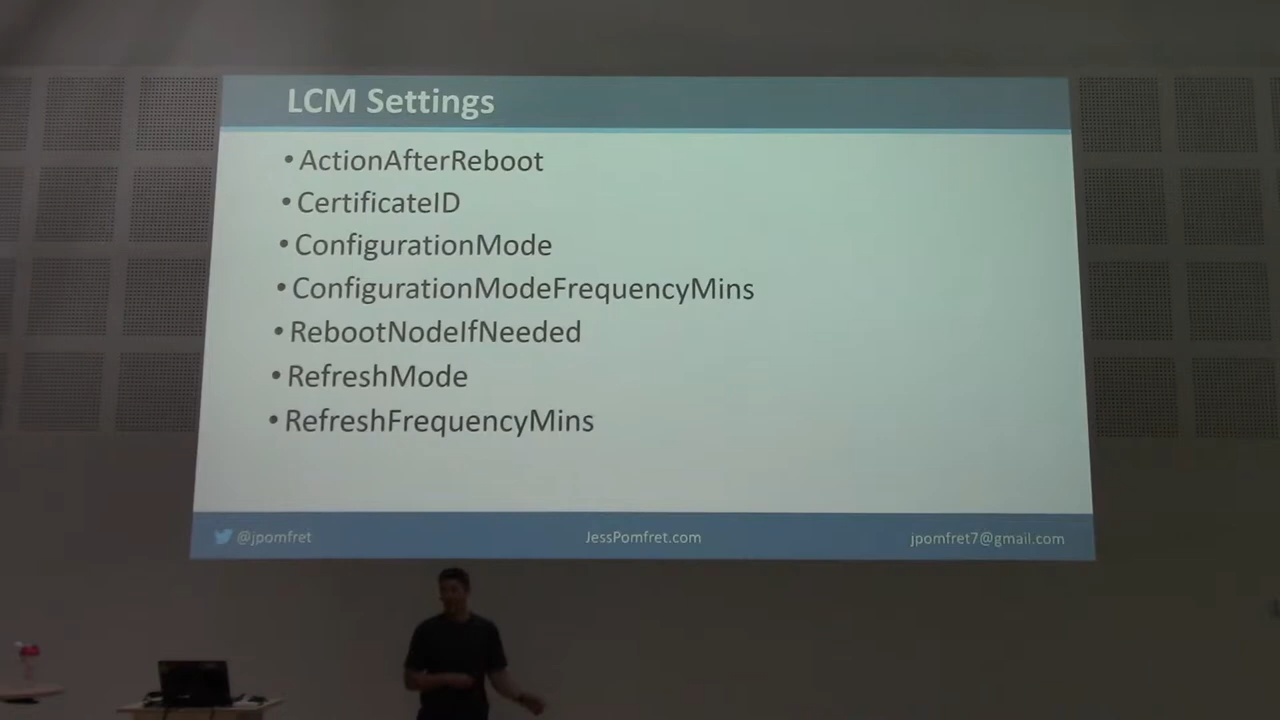 LCM Settings
• ActionAfterReboot
• CertificateID
• ConfigurationMode
• ConfigurationModeFrequencyMins
• RebootNodeIfNeeded
• RefreshMode
• RefreshFrequencyMins
@jpomfret
JessPomfret.com
jpomfret7@gmail.com